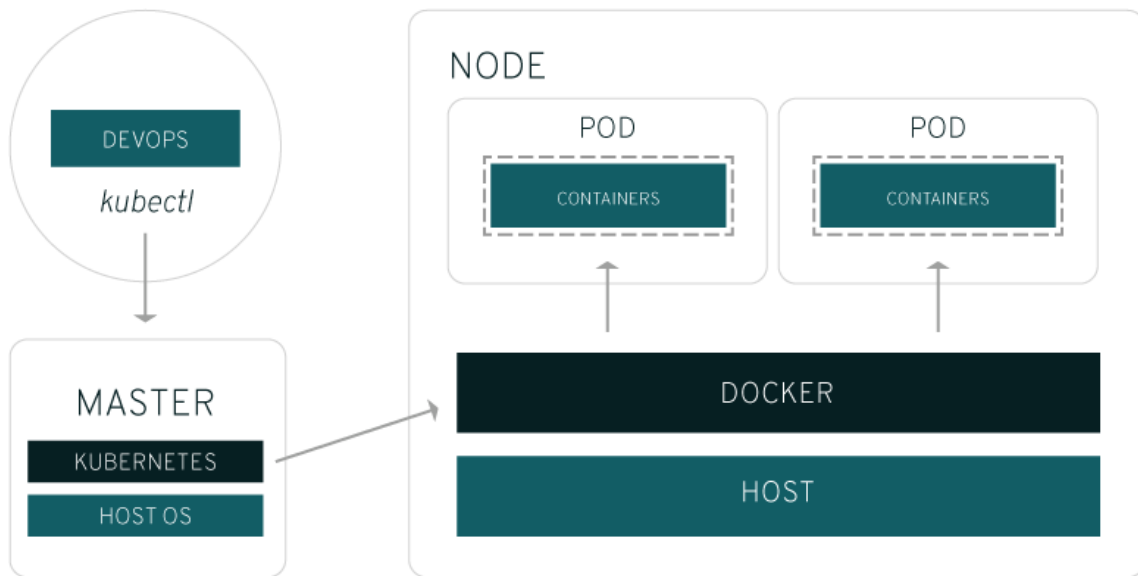 DEVOPS
kubectl
MASTER
KUBERNETES
HOST OS
NODE
POD
CONTAINERS
POD
CONTAINERS
DOCKER
HOST